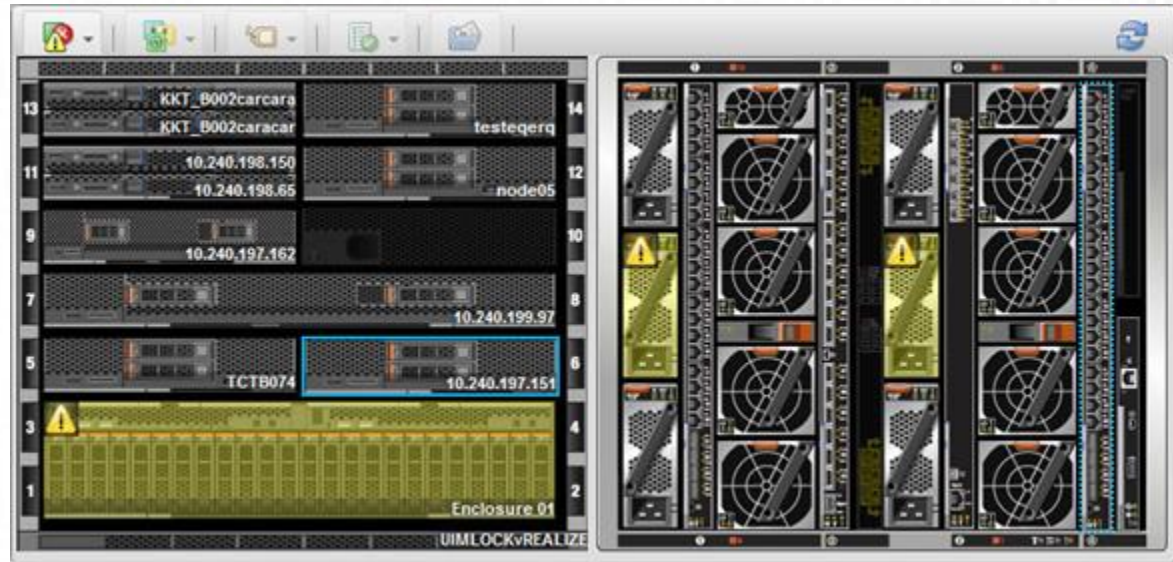 13
KKT_B002carcara
KKT_B002caracar
testeqerq
14
11
10.240.198.150
10.240.198.65
node05
12
9
10.240.197.162
10
7
10.240.199.97
8
5
TCTB074
10.240.197.151
6
3
4
1
Enclosure 01
2
UIMLOCKvREALIZE